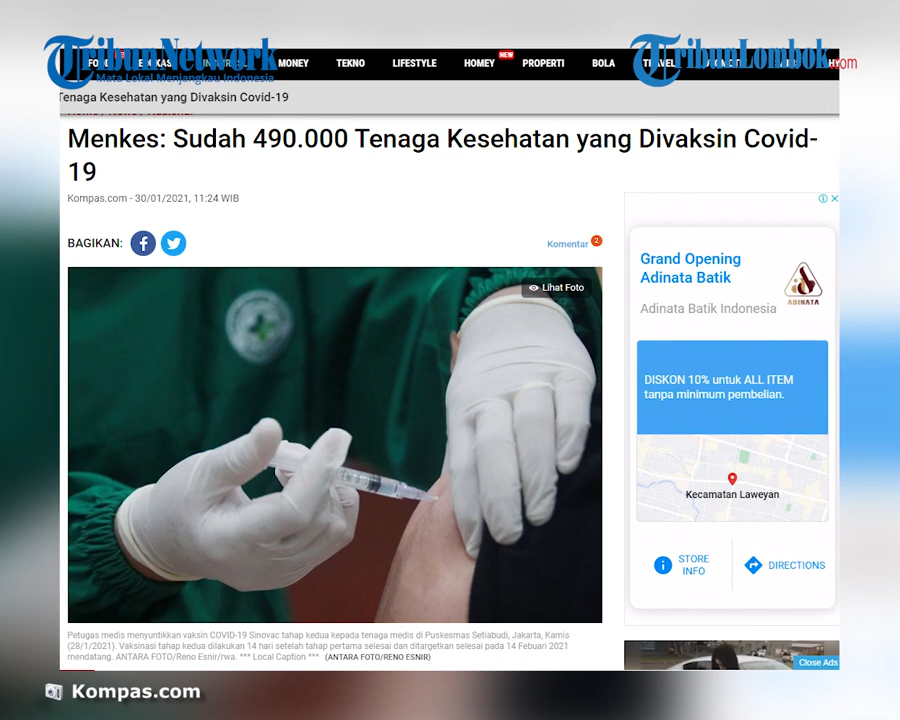 Tribun Network
Mata Lokal Menjangkau Indonesia
TribunLombok.com
MONEY TEKNO LIFESTYLE HOMEY NEW PROPERTI BOLA TRAVEL
Tenaga Kesehatan yang Divaksin Covid-19
Menkes: Sudah 490.000 Tenaga Kesehatan yang Divaksin Covid-
19
Kompas.com - 30/01/2021, 11:24 WIB
BAGIKAN:
Komentar 2
Lihat Foto
Petugas medis menyuntikkan vaksin COVID-19 Sinovac tahap kedua kepada tenaga medis di Puskesmas Setiabudi, Jakarta, Kamis
(28/1/2021). Vaksinasi tahap kedua dilakukan 14 hari setelah tahap pertama selesai dan ditargetkan selesai pada 14 Febuari 2021
mendatang. ANTARA FOTO/Reno Esnir/rwa. *** Local Caption *** (ANTARA FOTO/RENO ESNIR)
Grand Opening
Adinata Batik
Adinata Batik Indonesia
ADINATA
DISKON 10% untuk ALL ITEM
tanpa minimum pembelian.
Kecamatan Laweyan
STORE
INFO
DIRECTIONS
Close Ads
Kompas.com